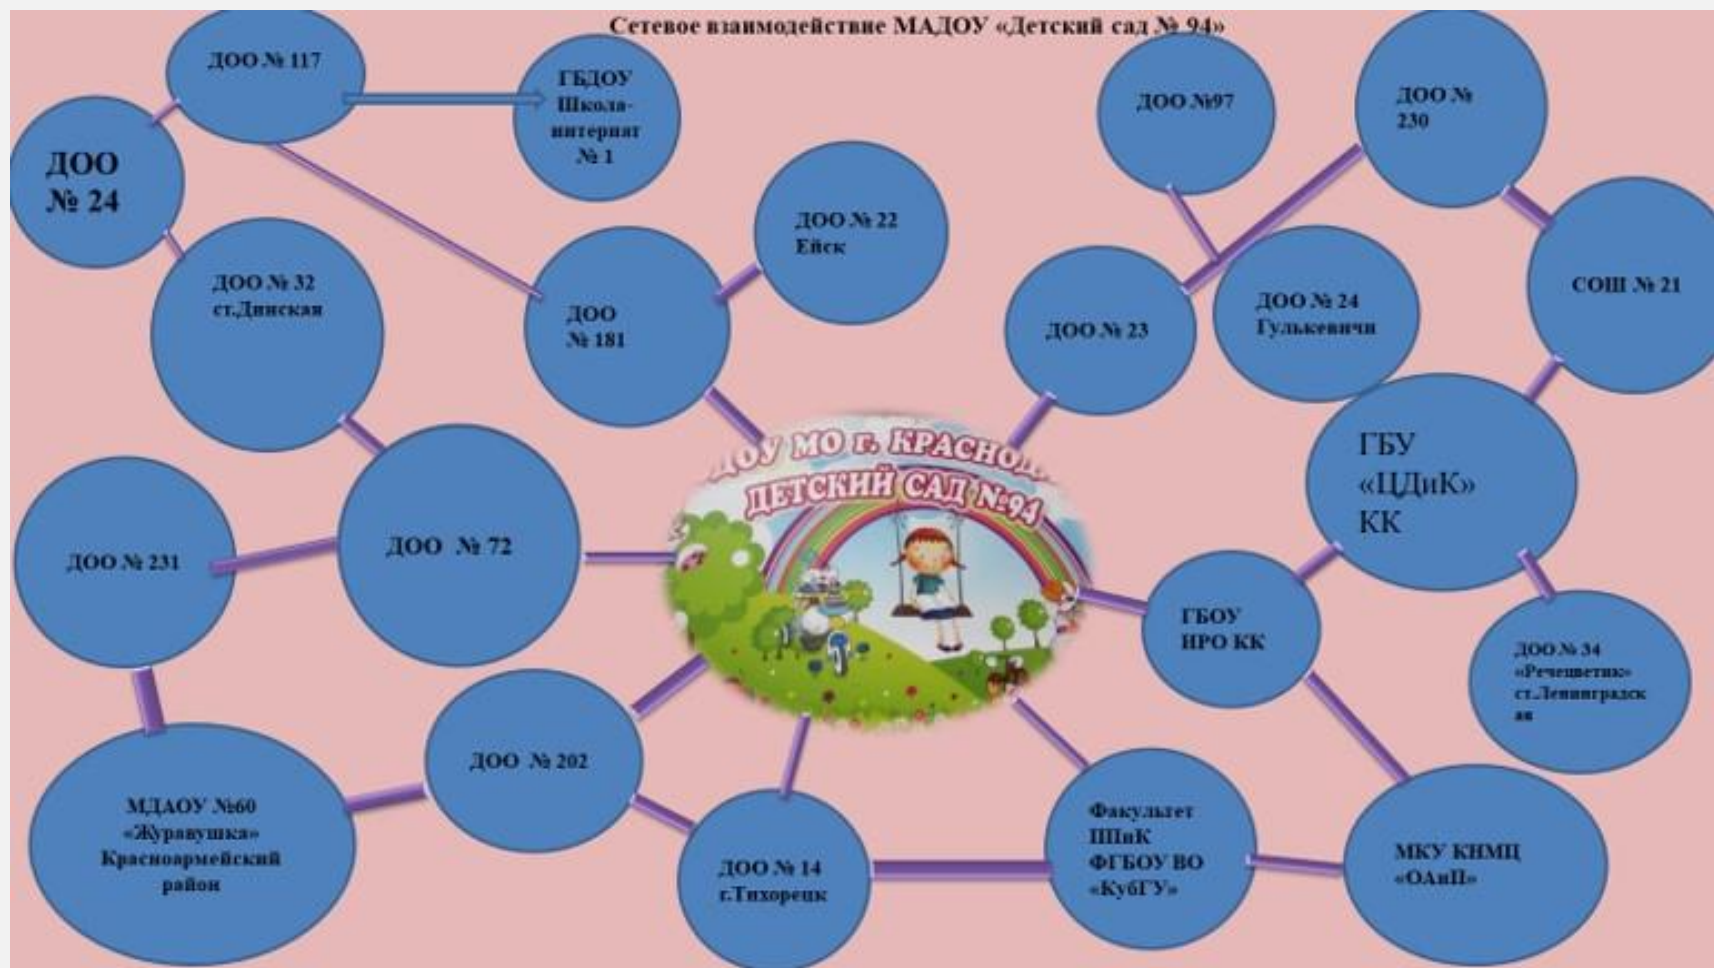 Сетевое взаимодействие МАДОУ «Детский сад № 94»
ДОО № 117
ГБДОУ
Школа-
интернат
№ 1
ДОО №97
ДОО №
230
ДОО
№ 24
ДОО № 22
Ейск
ДОО № 32
ст.Динская
ДОО
№ 181
ДОО № 23
ДОО № 24
Гулькевичи
СОШ № 21
ДОУ МО г. КРАСНОД
ДЕТСКИЙ САД №94
ГБУ
«ЦДиК»
КК
ДОО № 231
ДОО № 72
ГБОУ
ИРО КК
ДОО № 34
«Речецветик»
ст.Ленинградск
ая
ДОО № 202
МДАОУ №60
«Журавушка»
Красноармейский
район
ДОО № 14
г.Тихорецк
Факультет
ППиК
ФГБОУ ВО
«КубГУ»
МКУ КНМЦ
«ОАиП»